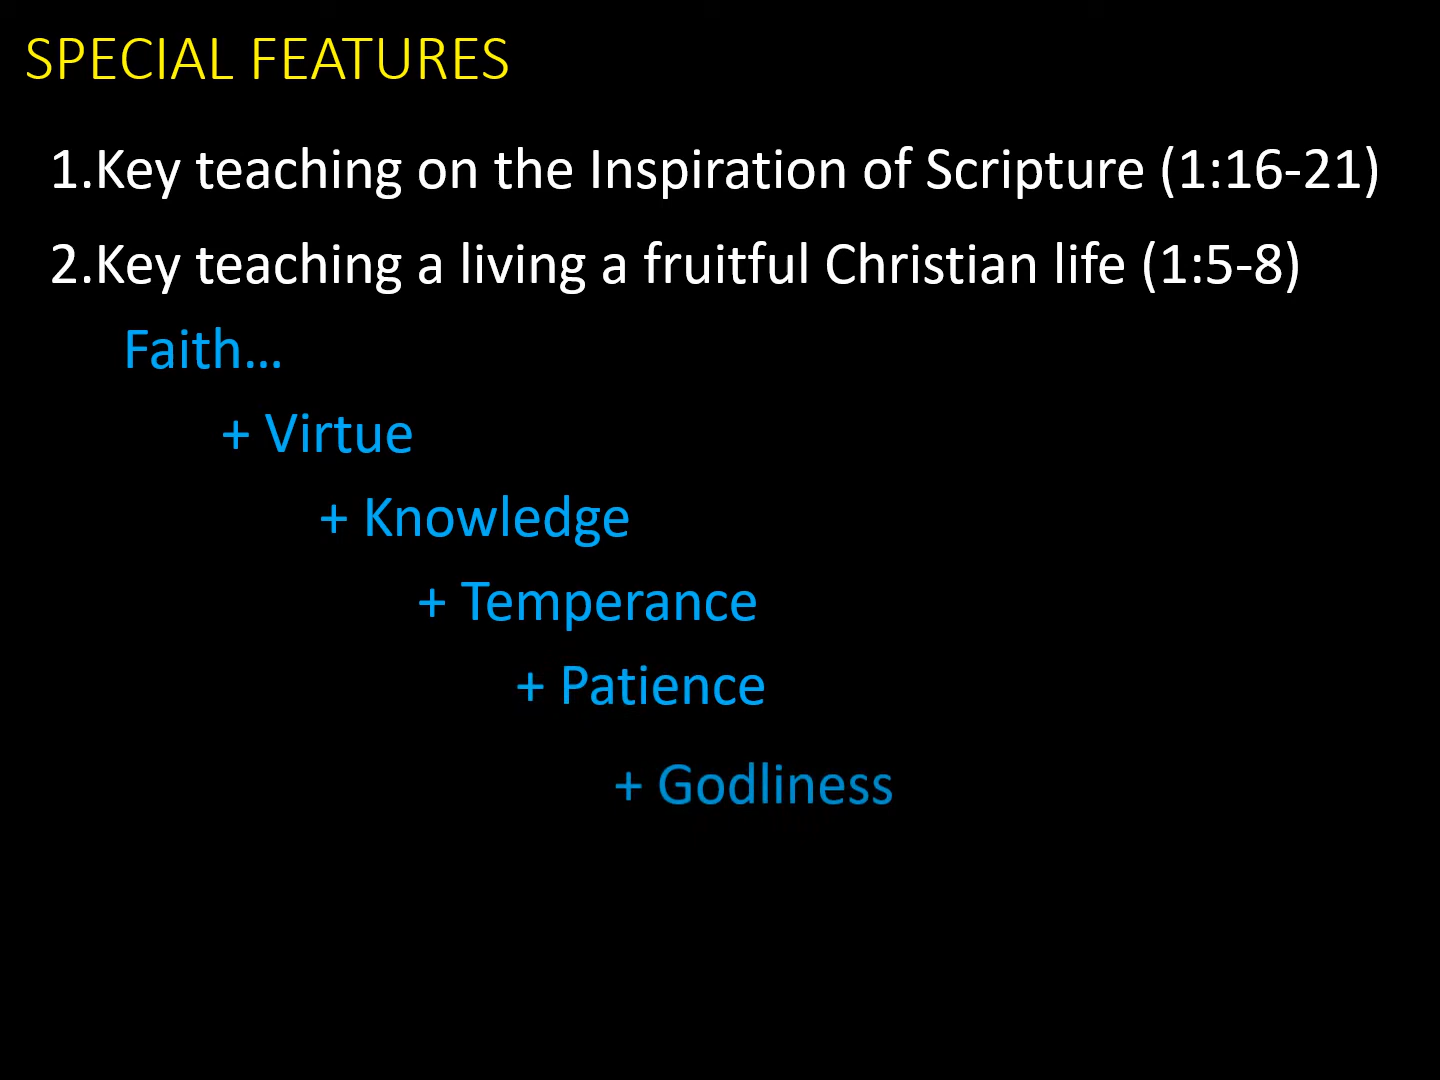 SPECIAL FEATURES
1.Key teaching on the Inspiration of Scripture (1:16-21)
2.Key teaching a living a fruitful Christian life (1:5-8)
Faith...
+ Virtue
+ Knowledge
+ Temperance
+ Patience
+ Godliness